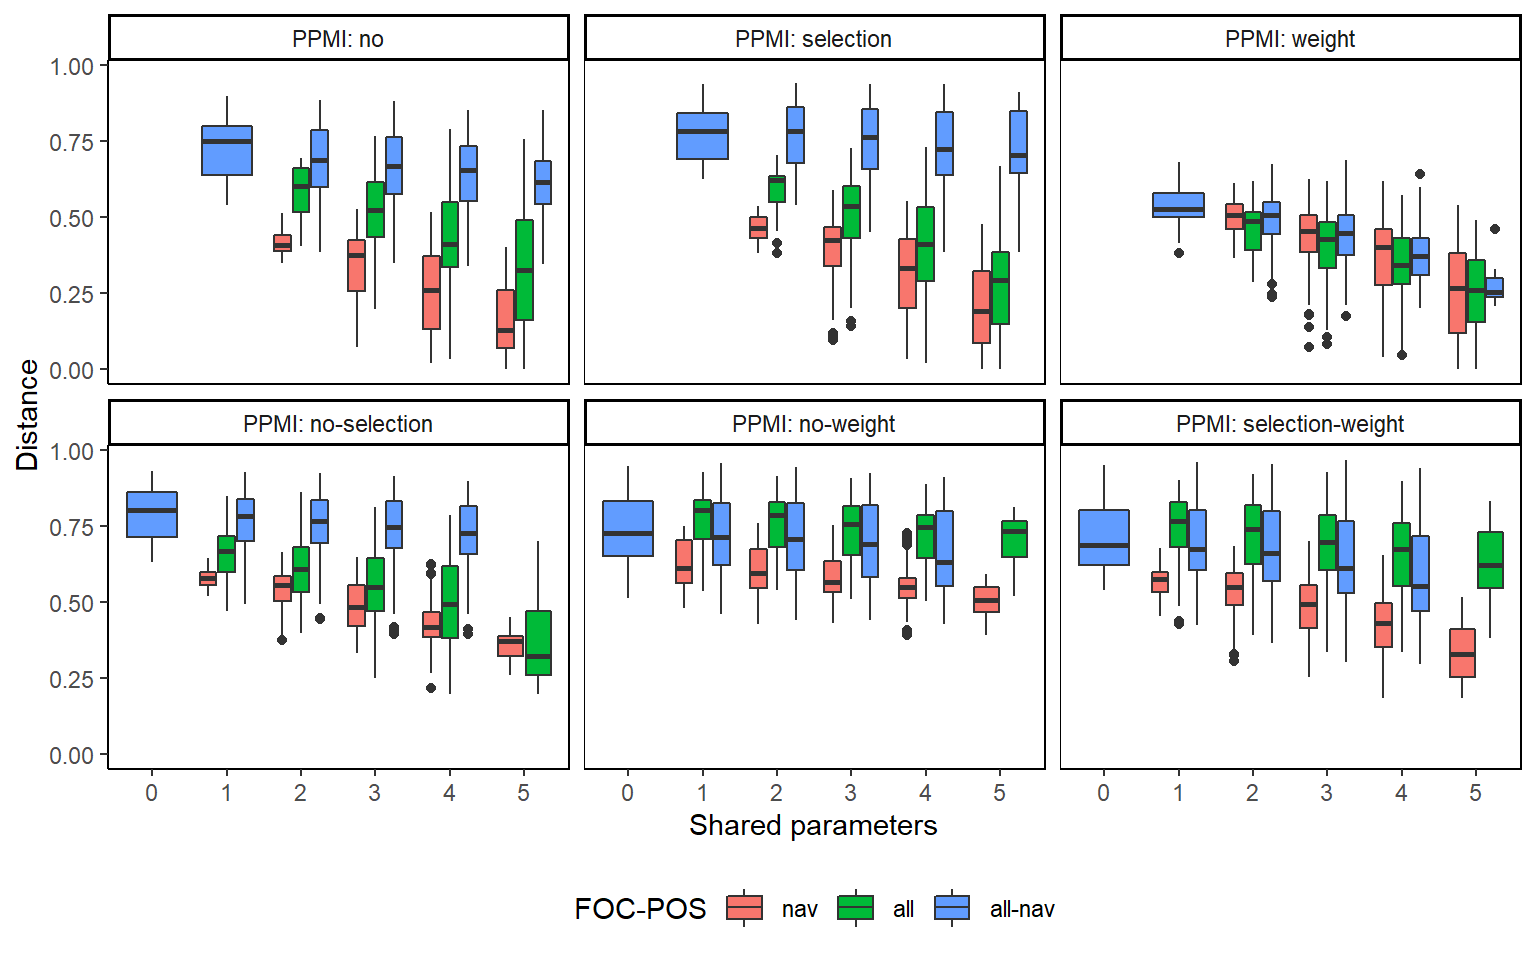 PPMI: no
PPMI: selection
PPMI: weight
1.00
0.75
0.50
0.25
0.00
Distance
PPMI: no-selection
PPMI: no-weight
PPMI: selection-weight
1.00
0.75
0.50
0.25
0.00
0 1 2 3 4 5
0 1 2 3 4 5
0 1 2 3 4 5
Shared parameters
FOC-POS nav all all-nav